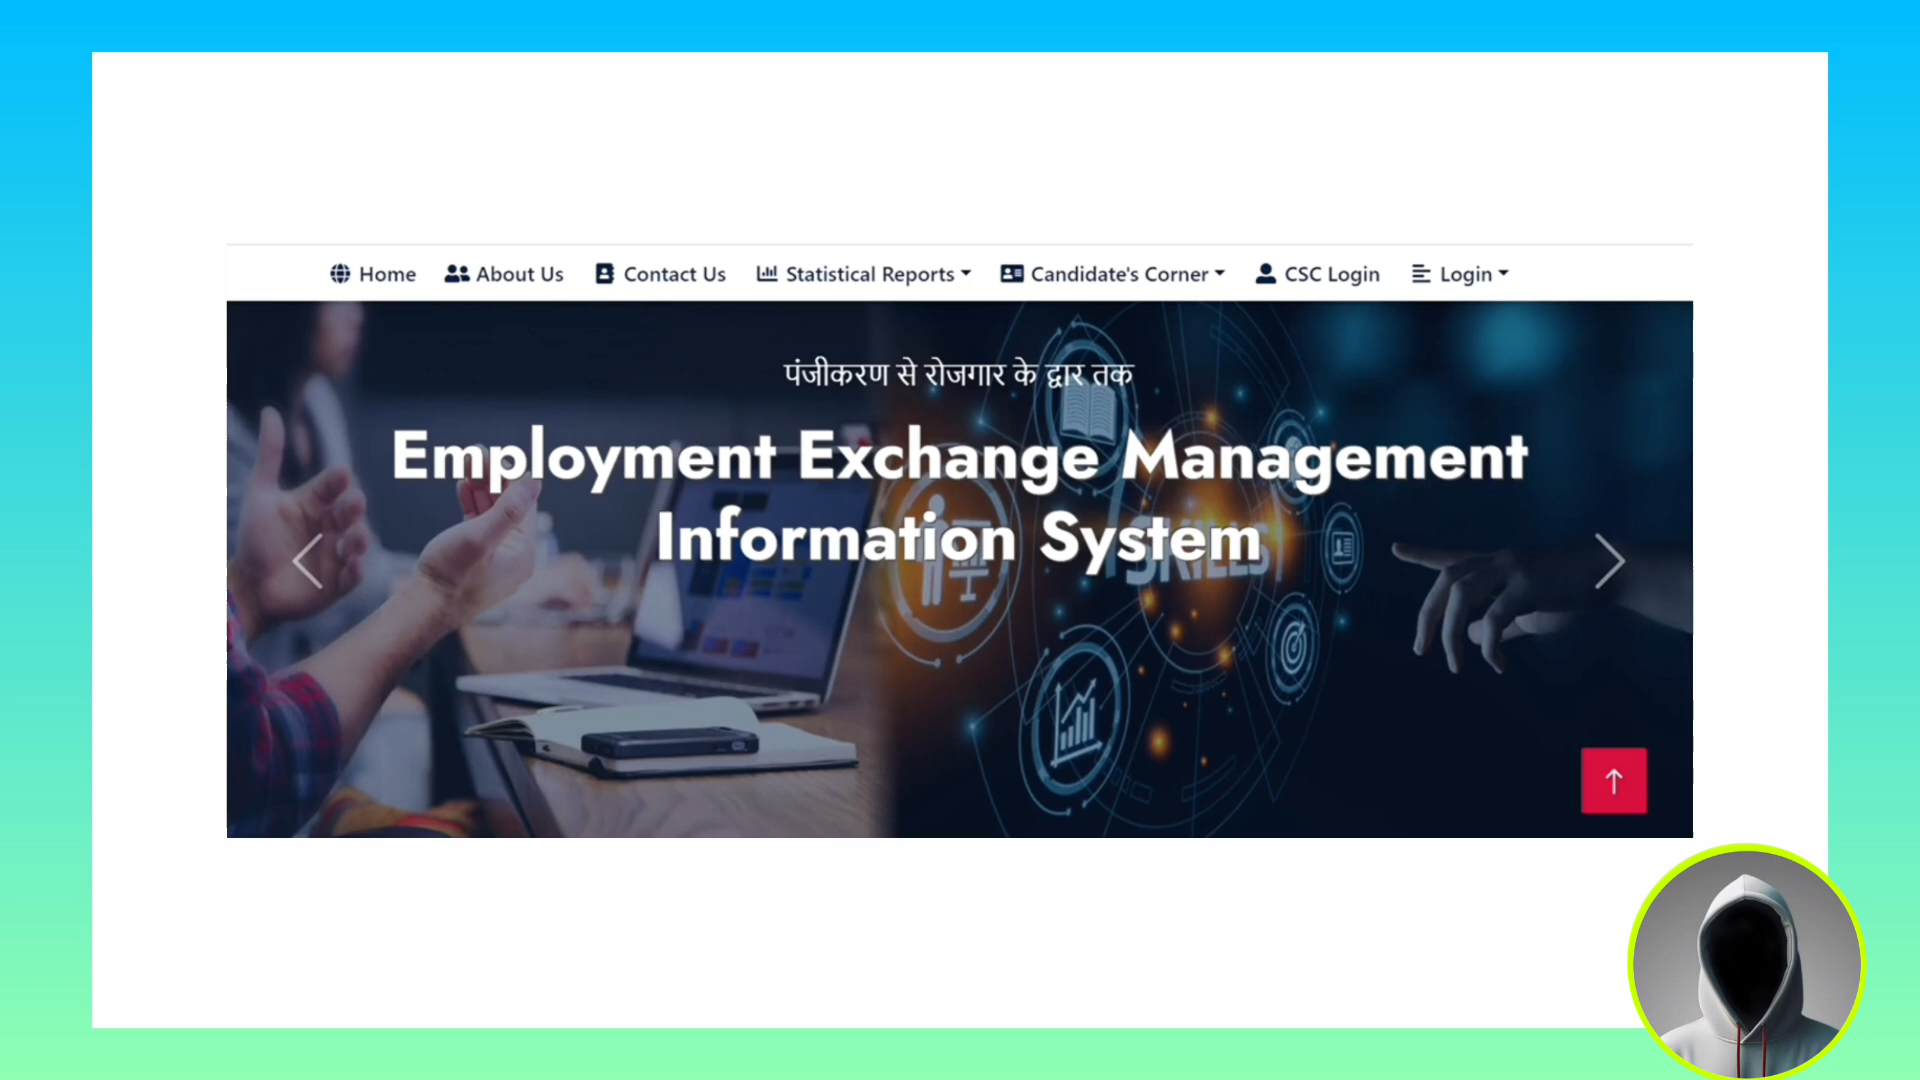 Home About Us Contact Us Statistical Reports Candidate's Corner CSC Login Login
पंजीकरण से रोजगार के द्वार तक
Employment Exchange Management
Information System
SKILLS